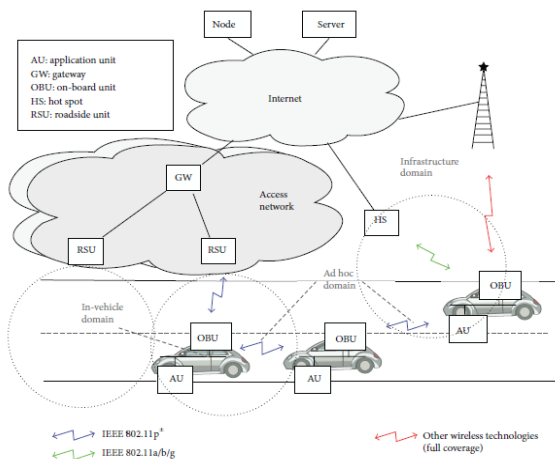 Node
Server
AU: application unit
GW: gateway
OBU: on-board unit
HS: hot spot
RSU: roadside unit
Internet
Infrastructure
domain
GW
Access
network
HS
RSU
RSU
Ad hoc
domain
OBU
In-vehicle
domain
AU
OBU
OBU
AU
AU
IEEE 802.11p*
IEEE 802.11a/b/g
Other wireless technologies
(full coverage)